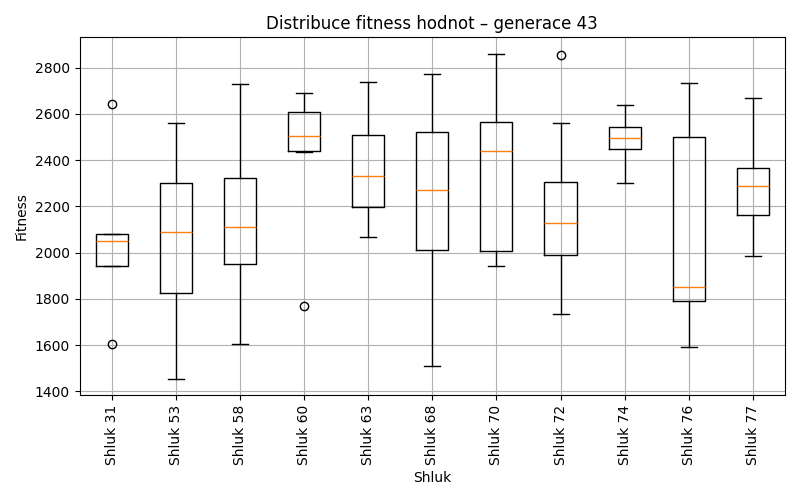 Distribuce fitness hodnot – generace 43
Fitness
2800
2600
2400
2200
2000
1800
1600
1400
Shluk 31
Shluk 53
Shluk 58
Shluk 60
Shluk 63
Shluk 68
Shluk 70
Shluk 72
Shluk 74
Shluk 76
Shluk 77
Shluk